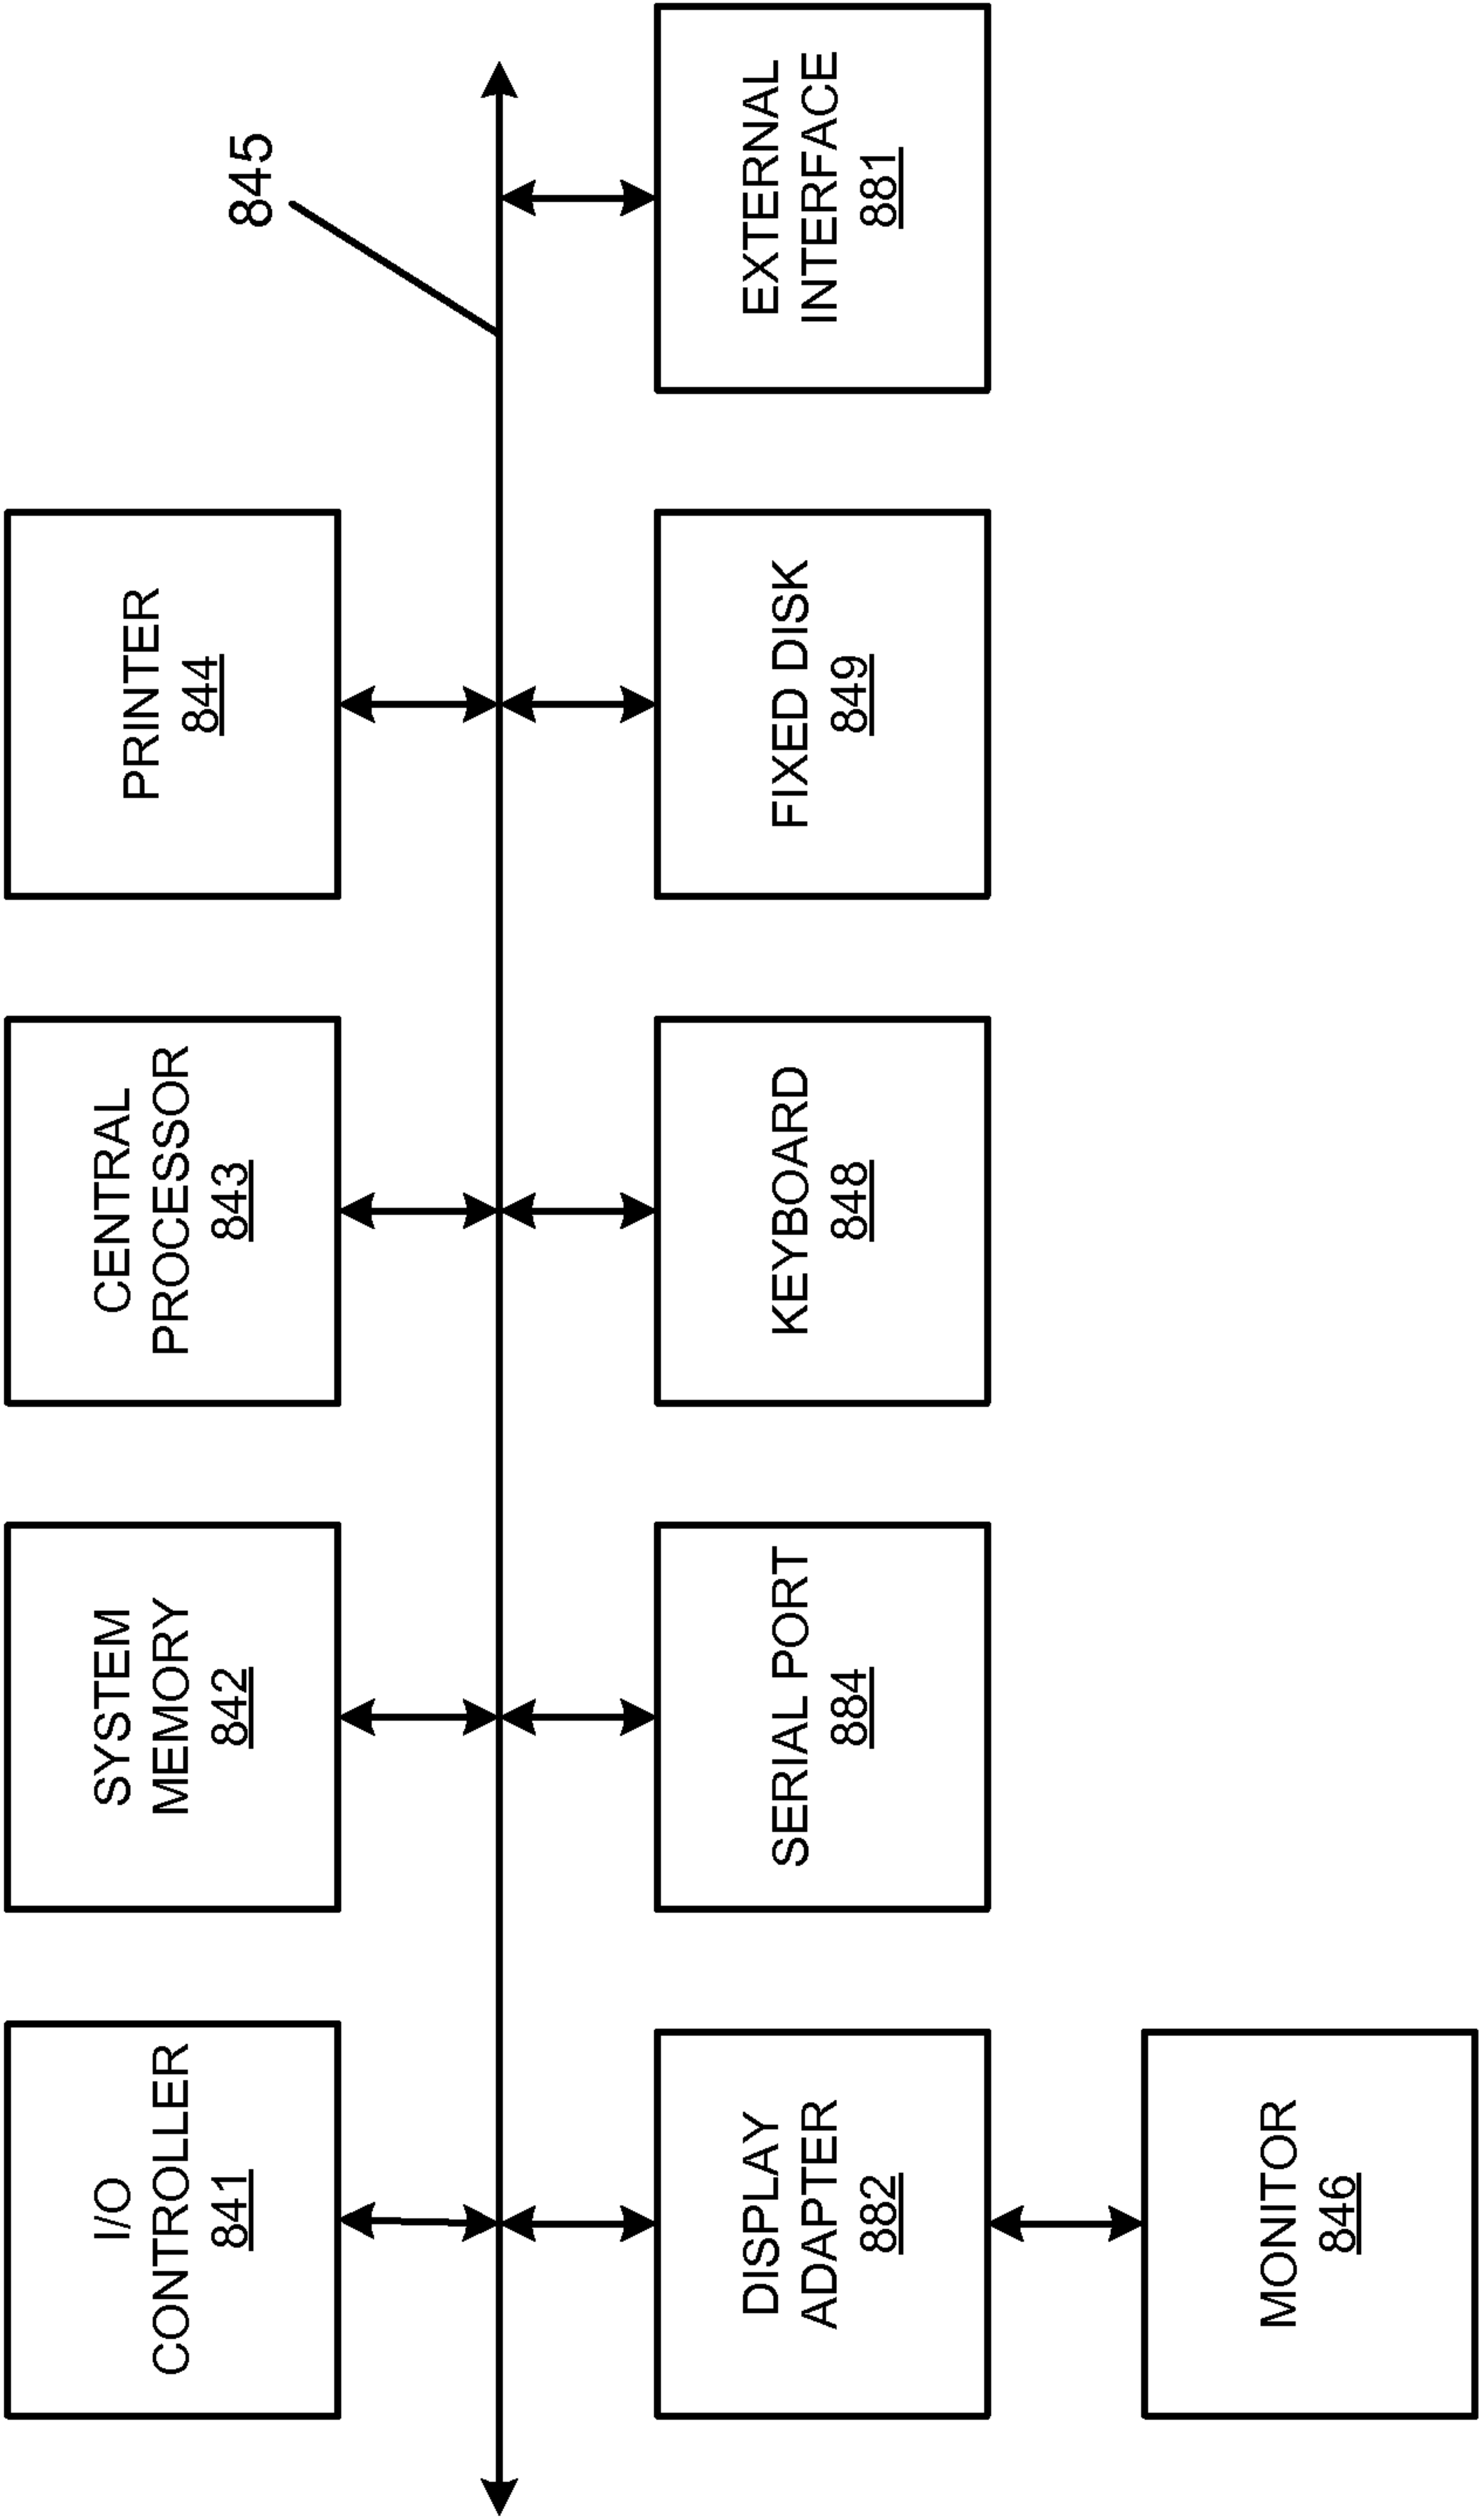 I/O
CONTROLLER
841
SYSTEM
MEMORY
842
CENTRAL
PROCESSOR
843
PRINTER
844
845
DISPLAY
ADAPTER
882
SERIAL PORT
884
KEYBOARD
848
FIXED DISK
849
EXTERNAL
INTERFACE
881
MONITOR
846